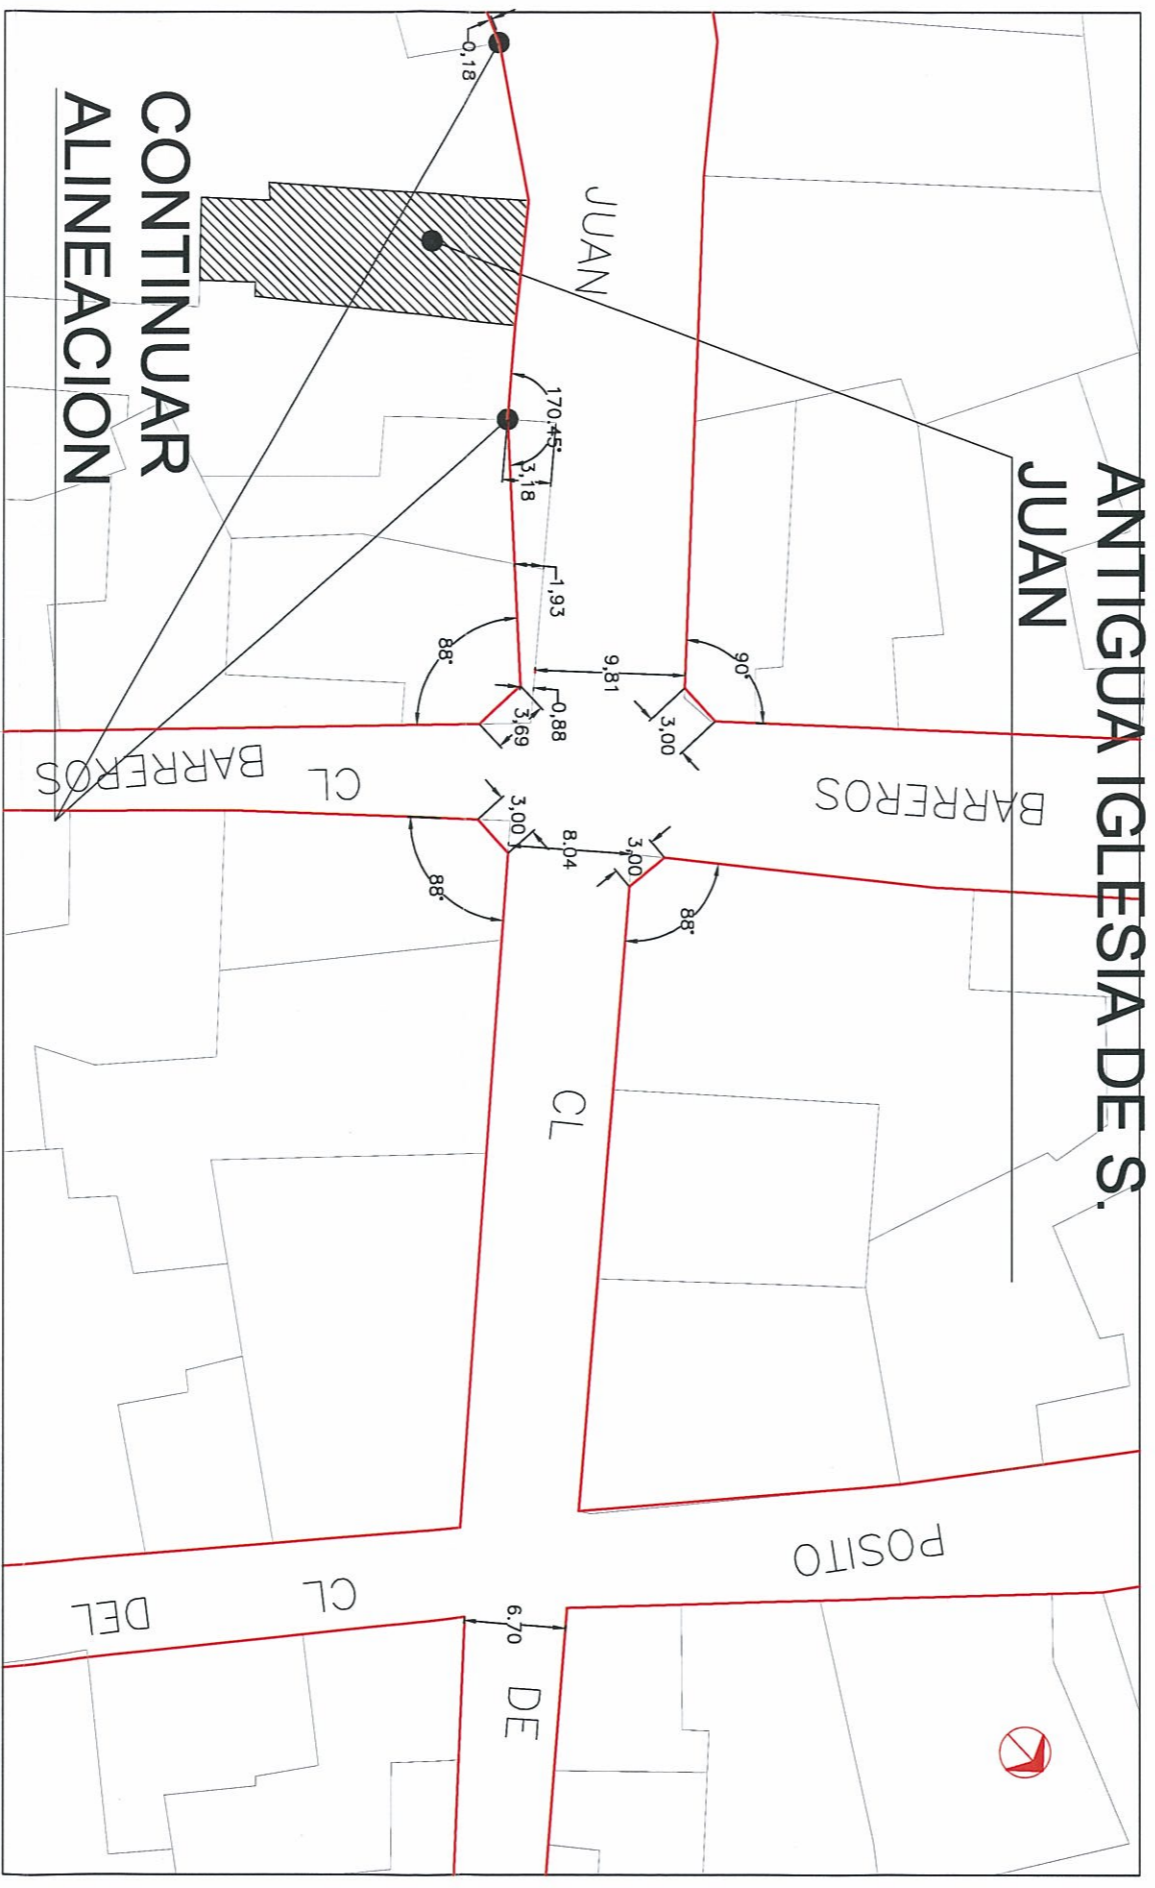 ANTIGUA IGLESIA DE S.
JUAN
CONTINUAR
ALINEACION
JUAN
CL
DE
BARREROS
CL
BARREROS
POSITO
CL
DEL
0,18
170.45°
3,18
1,93
88°
0,88
3,69
9,81
90°
3,00
3,00
8.04
3,00
88°
88°
6.70